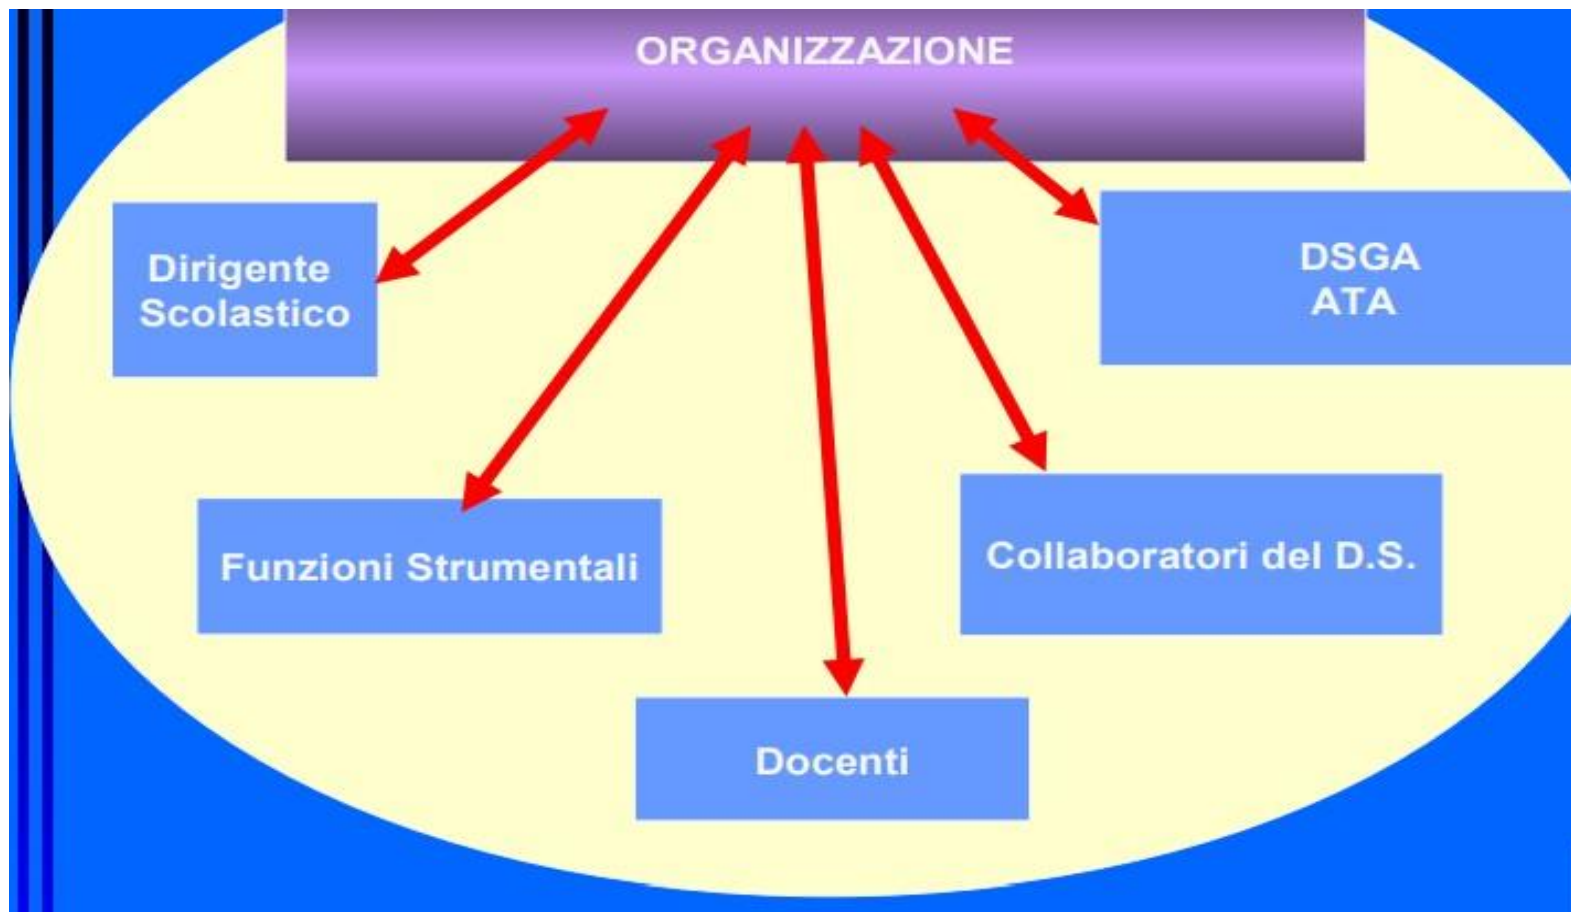 ORGANIZZAZIONE
Dirigente
Scolastico
DSGA
ATA
Funzioni Strumentali
Collaboratori del D.S.
Docenti